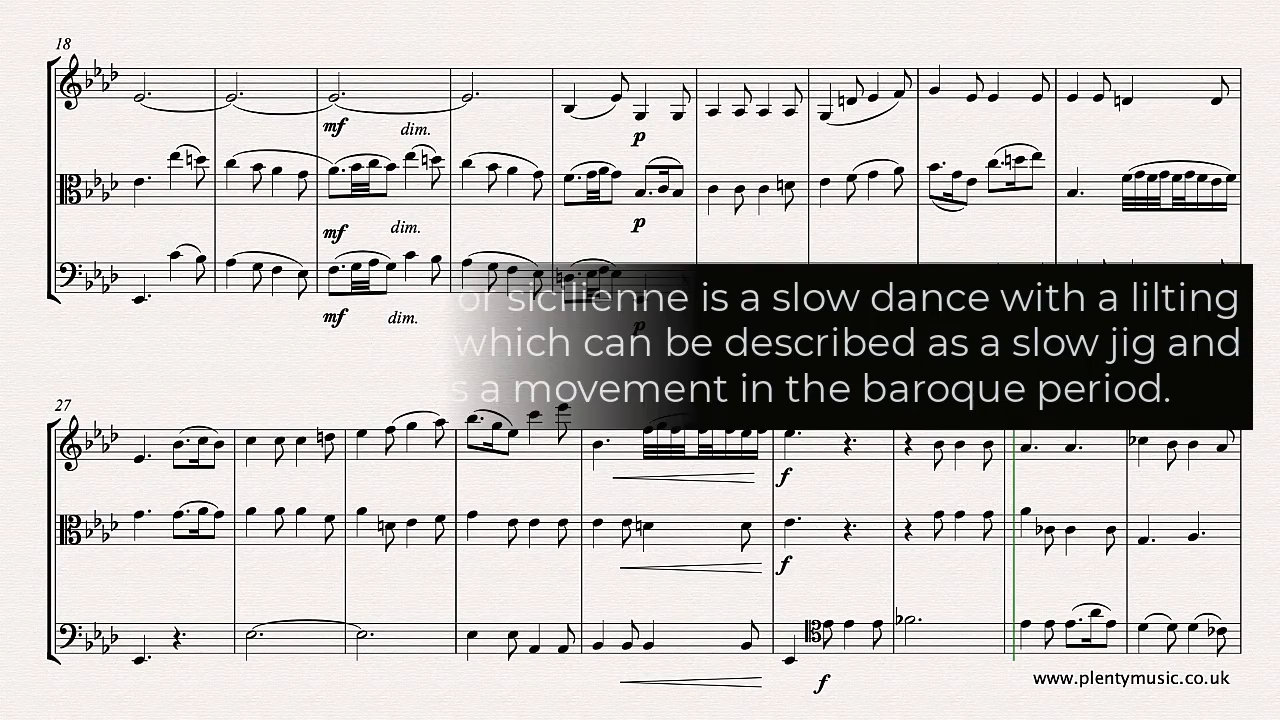 18
mf
dim.
p
mf
dim.
p
mf
dim.
p
or sicilienne is a slow dance with a lilting
which can be described as a slow jig and
s a movement in the baroque period.
27
f
f
f
www.plentymusic.co.uk